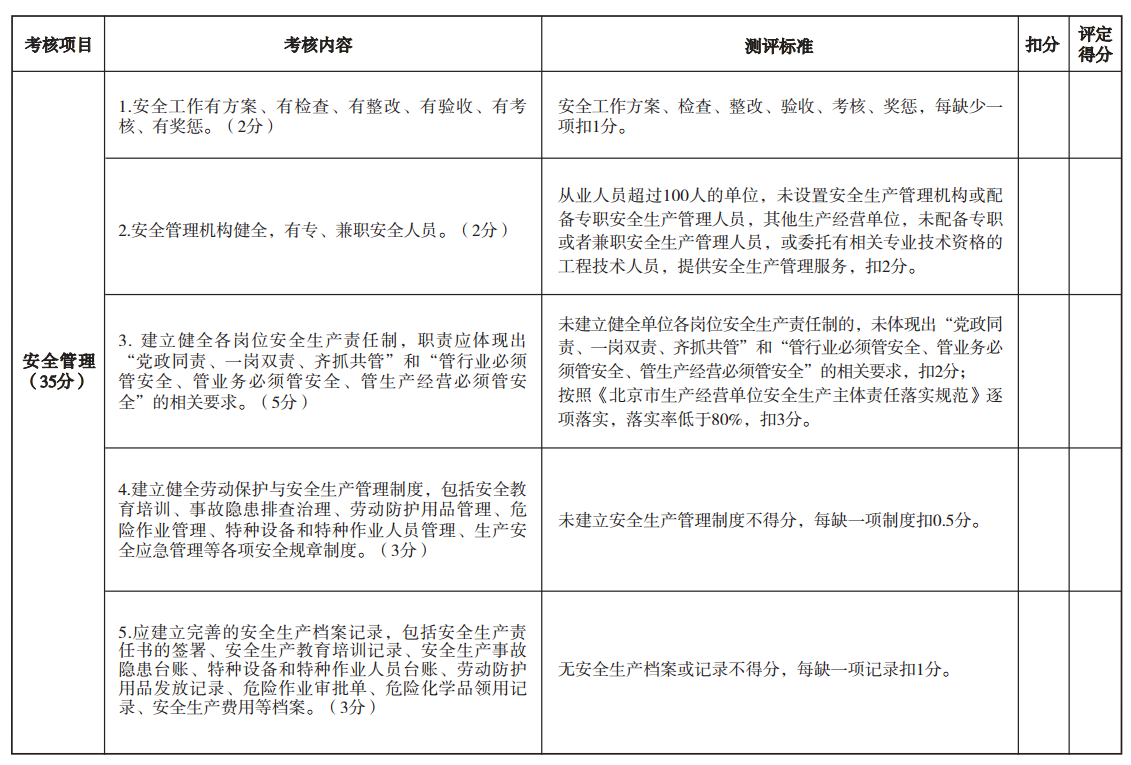 考核项目
考核内容
测评标准
扣分
评定
得分
安全管理
（35分）
1.安全工作有方案、有检查、有整改、有验收、有考
核、有奖惩。（2分）
安全工作方案、检查、整改、验收、考核、奖惩，每缺少一
项扣1分。
2.安全管理机构健全，有专、兼职安全人员。（2分）
从业人员超过100人的单位，未设置安全生产管理机构或配
备专职安全生产管理人员，其他生产经营单位，未配备专职
或者兼职安全生产管理人员，或委托有相关专业技术资格的
工程技术人员，提供安全生产管理服务，扣2分。
3. 建立健全各岗位安全生产责任制，职责应体现出
“党政同责、一岗双责、齐抓共管”和“管行业必须
管安全、管业务必须管安全、管生产经营必须管安
全”的相关要求。（5分）
未建立健全单位各岗位安全生产责任制的，未体现出“党政同
责、一岗双责、齐抓共管”和“管行业必须管安全、管业务必
须管安全、管生产经营必须管安全”的相关要求，扣2分；
按照《北京市生产经营单位安全生产主体责任落实规范》逐
项落实，落实率低于80%，扣3分。
4.建立健全劳动保护与安全生产管理制度，包括安全教
育培训、事故隐患排查治理、劳动防护用品管理、危
险作业管理、特种设备和特种作业人员管理、生产安
全应急管理等各项安全规章制度。（3分）
未建立安全生产管理制度不得分，每缺一项制度扣0.5分。
5.应建立完善的安全生产档案记录，包括安全生产责
任书的签署、安全生产教育培训记录、安全生产事故
隐患台账、特种设备和特种作业人员台账、劳动防护
用品发放记录、危险作业审批单、危险化学品领用记
录、安全生产费用等档案。（3分）
无安全生产档案或记录不得分，每缺一项记录扣1分。